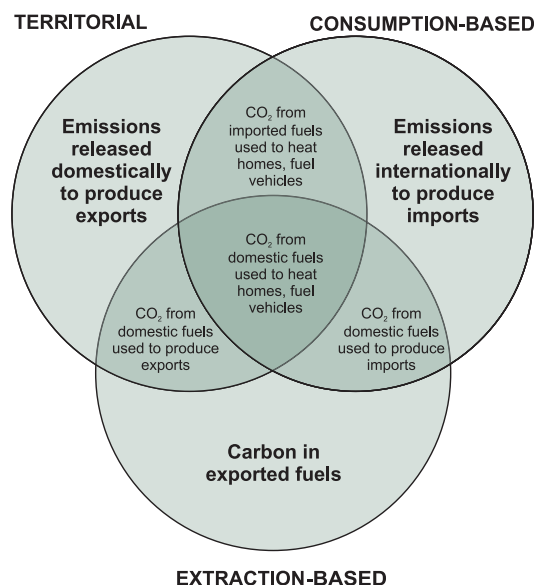 TERRITORIAL
CONSUMPTION-BASED
Emissions
released
domestically
to produce
exports
CO₂ from
imported fuels
used to heat
homes, fuel
vehicles
Emissions
released
internationally
to produce
imports
CO₂ from
domestic fuels
used to heat
homes, fuel
vehicles
CO₂ from
domestic fuels
used to produce
exports
CO₂ from
domestic fuels
used to produce
imports
Carbon in
exported fuels
EXTRACTION-BASED